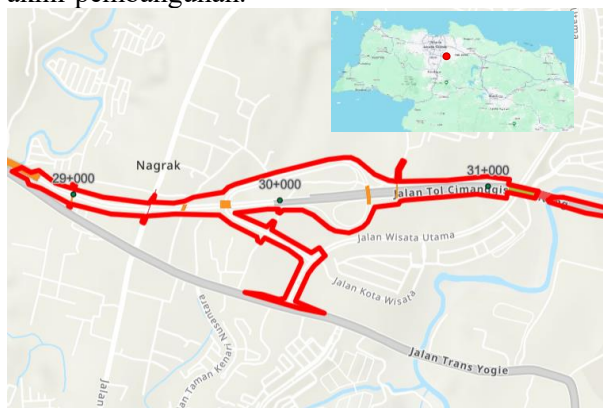 akhir pembangunan.
Nagrak
29+000
30+000
31+000
Jalan Tol Cimanggis
Jalan Wisata Utama
Jalan Kota Wisata
Nusantara
Jalan Taman Kenari
Jalan Trans Yogie
Jalan
Utama